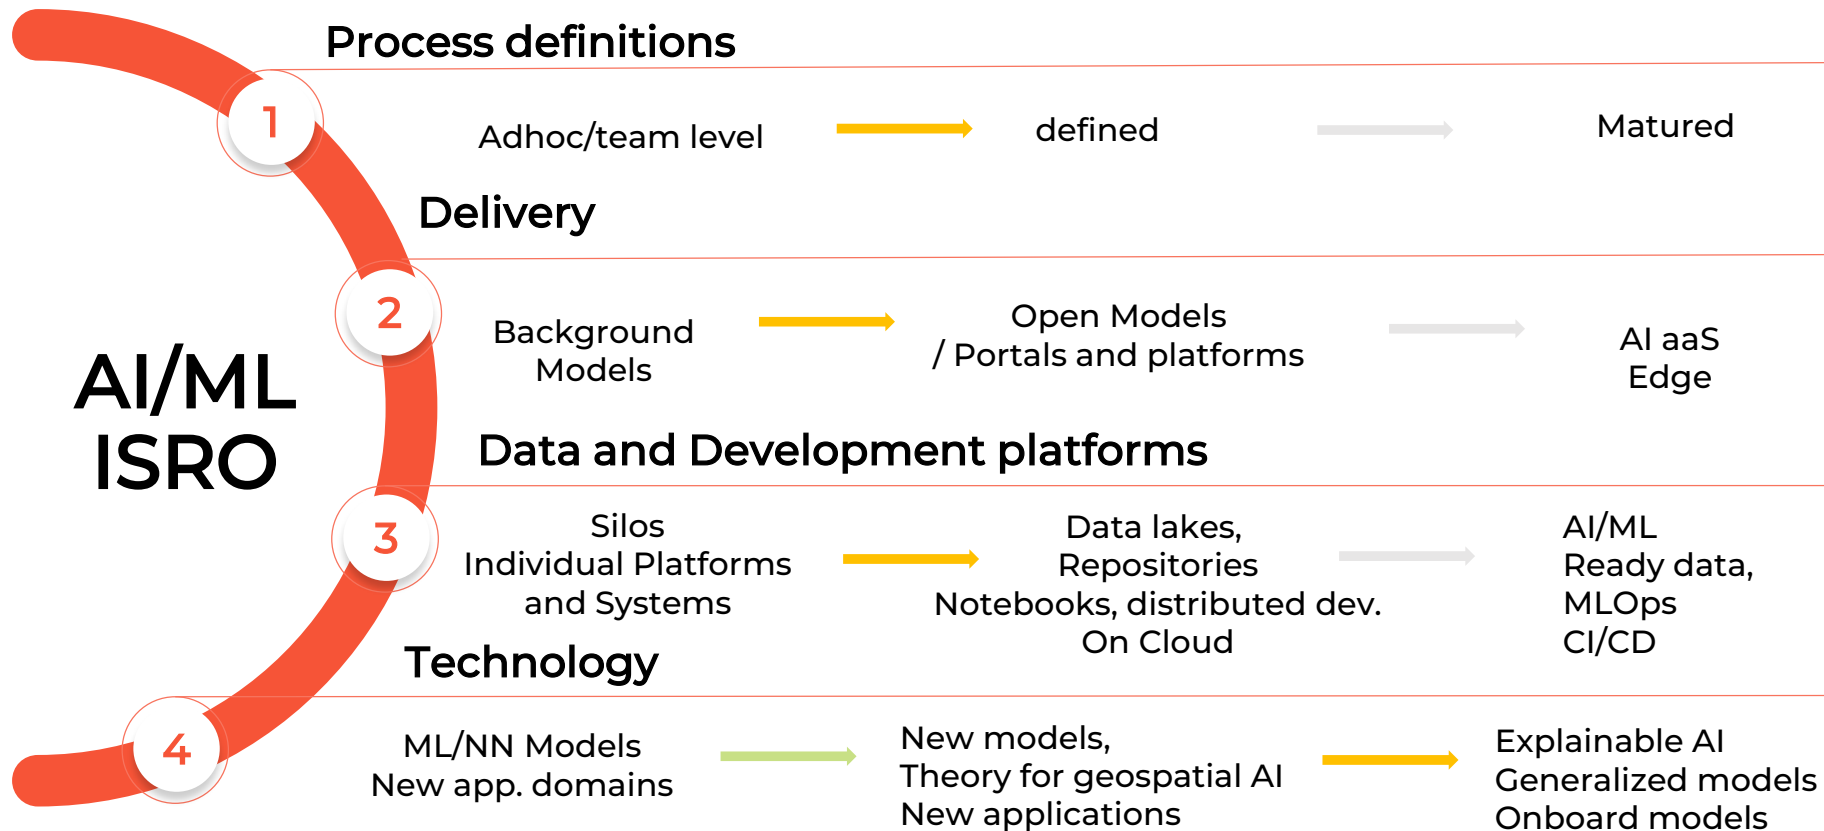 AI/ML
ISRO
1
Process definitions
Adhoc/team level
defined
Matured
2
Delivery
Background
Models
Open Models
/ Portals and platforms
AI aaS
Edge
3
Data and Development platforms
Silos
Individual Platforms
and Systems
Data lakes,
Repositories
Notebooks, distributed dev.
On Cloud
AI/ML
Ready data,
MLOps
CI/CD
4
Technology
ML/NN Models
New app. domains
New models,
Theory for geospatial AI
New applications
Explainable AI
Generalized models
Onboard models